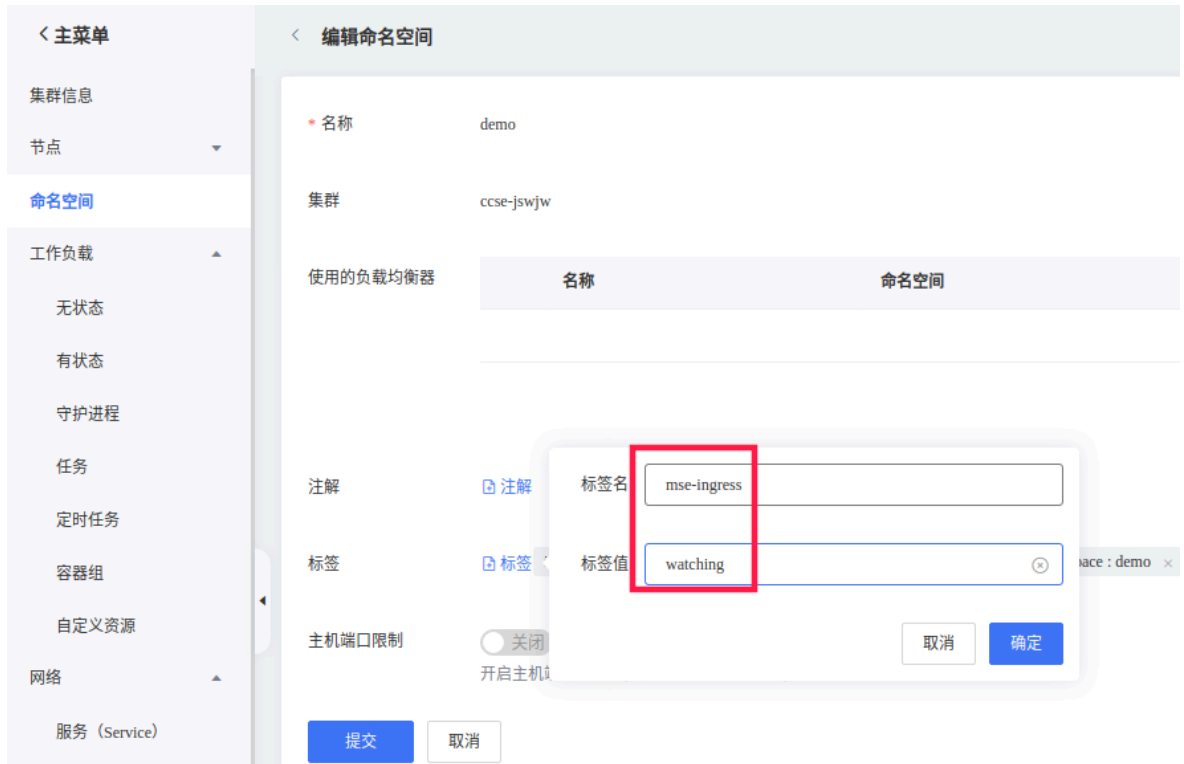 主菜单
集群信息
节点
命名空间
工作负载
无状态
有状态
守护进程
任务
定时任务
容器组
自定义资源
网络
服务（Service）
编辑命名空间
* 名称 demo
集群 ccse-jswjw
使用的负载均衡器 名称 命名空间
注解 注解
标签名 mse-ingress
标签 标签
标签值 watching
: demo
主机端口限制 关闭
开启主机
取消 确定
提交 取消